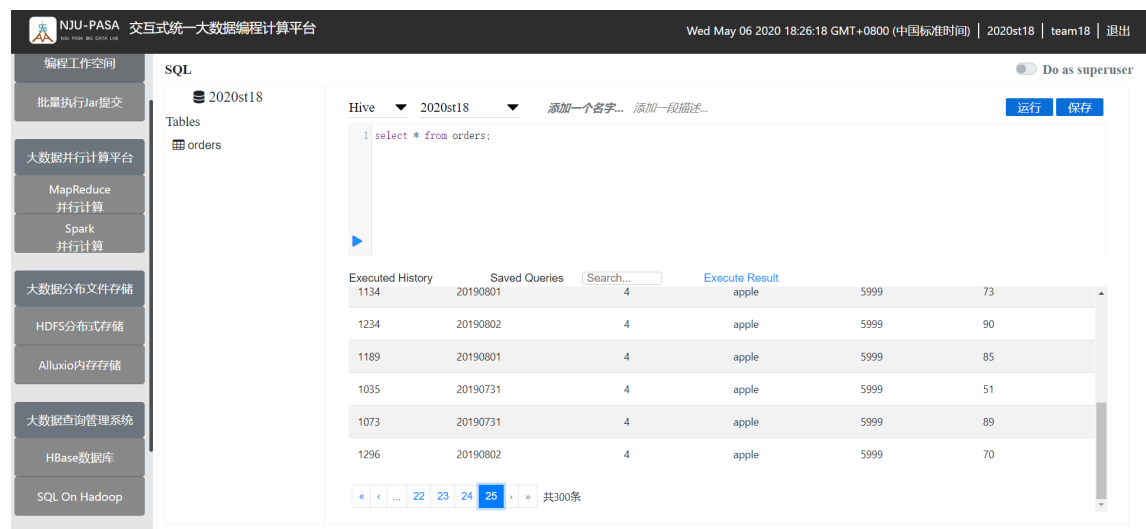 NJU-PASA 交互式统一大数据编程计算平台
NJU PASA BIG DATA LAB
Wed May 06 2020 18:26:18 GMT+0800 (中国标准时间) | 2020st18 | team18 | 退出
编程工作空间
批量执行Jar提交
大数据并行计算平台
MapReduce
并行计算
Spark
并行计算
大数据分布文件存储
HDFS分布式存储
Alluxio内存存储
大数据查询管理系统
HBase数据库
SQL On Hadoop
SQL
Do as superuser
2020st18
Tables
orders
Hive 2020st18 添加一个名字... 添加一段描述... 运行 保存
1 select * from orders;
Executed History Saved Queries Search... Execute Result
1134 20190801 4 apple 5999 73
1234 20190802 4 apple 5999 90
1189 20190801 4 apple 5999 85
1035 20190731 4 apple 5999 51
1073 20190731 4 apple 5999 89
1296 20190802 4 apple 5999 70
« ‹ ... 22 23 24 25 › » 共300条